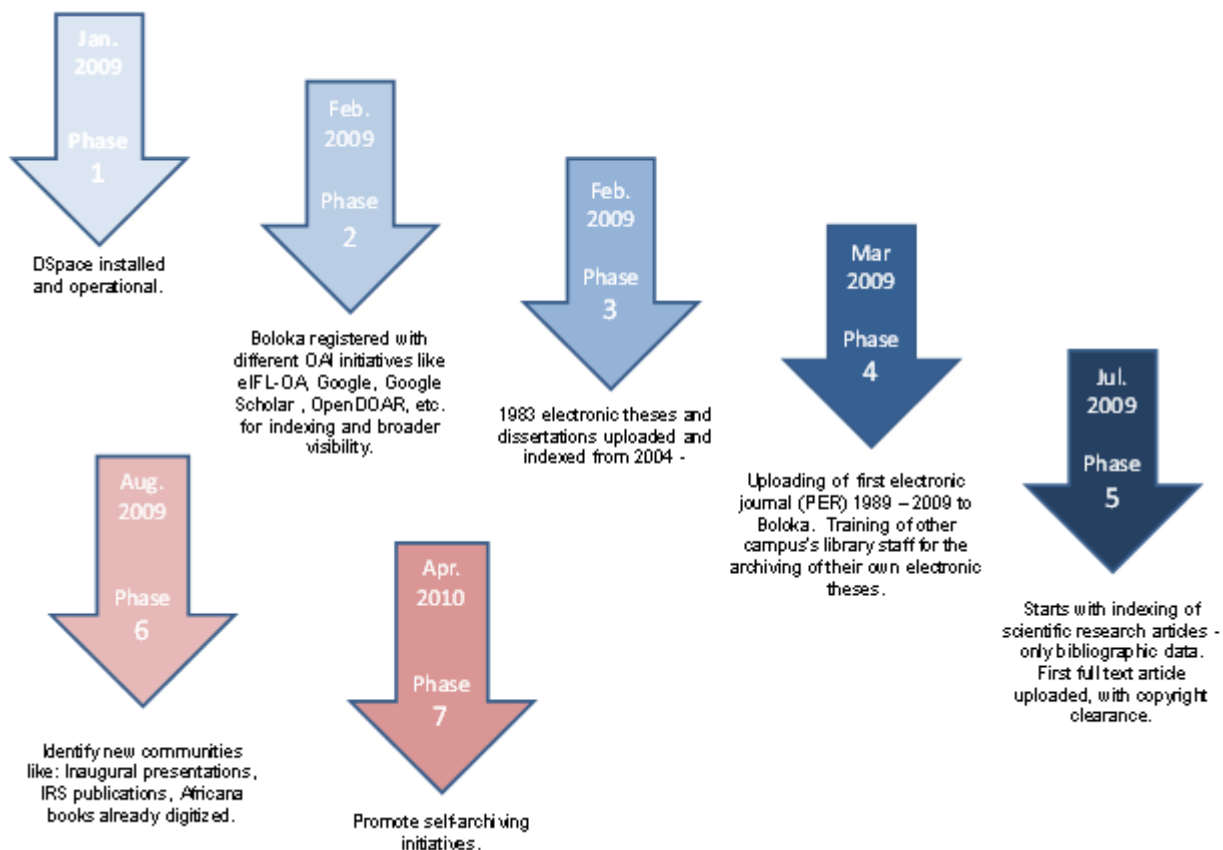 Jan.
2009
Phase
1
DSpace installed
and operational.
Feb.
2009
Phase
2
Boloka registered with
different OAI initiatives like
eIFL-OA, Google, Google
Scholar , OpenDOAR, etc.
for indexing and broader
visibility.
Feb.
2009
Phase
3
1983 electronic theses and
dissertations uploaded and
indexed from 2004 -
Mar
2009
Phase
4
Uploading of first electronic
journal (PER) 1989 – 2009 to
Boloka. Training of other
campus's library staff for the
archiving of their own electronic
theses.
Jul.
2009
Phase
5
Starts with indexing of
scientific research articles -
only bibliographic data.
First full text article
uploaded, with copyright
clearance.
Aug.
2009
Phase
6
Identify new communities
like: Inaugural presentations,
IRS publications, Africana
books already digitized.
Apr.
2010
Phase
7
Promote self-archiving
initiatives.